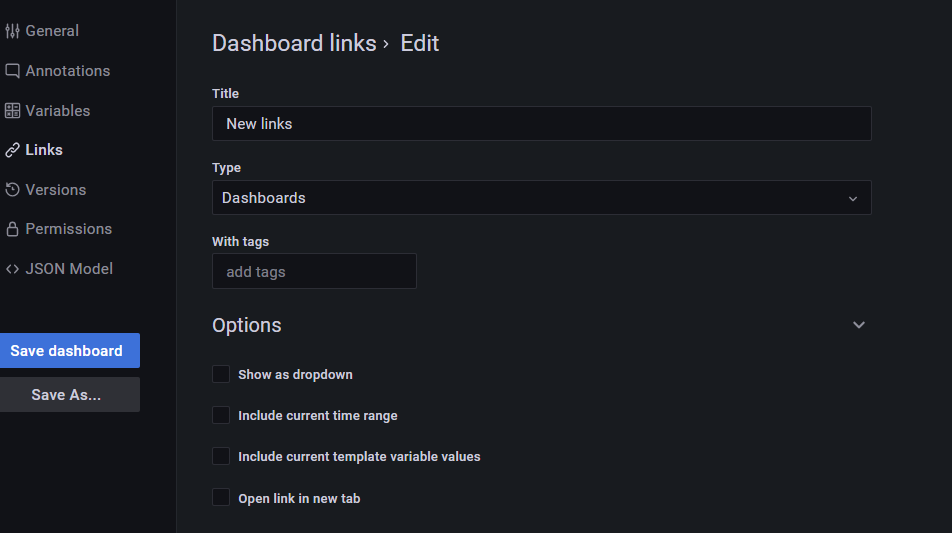 General
Annotations
Variables
Links
Versions
Permissions
JSON Model
Save dashboard
Save As...
Dashboard links › Edit
Title
New links
Type
Dashboards
With tags
add tags
Options
Show as dropdown
Include current time range
Include current template variable values
Open link in new tab